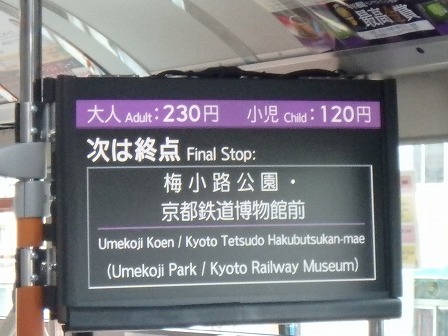 大人 Adult:230円 小児 Child:120円
次は終点 Final Stop:
梅小路公園・
京都鉄道博物館前
Umekoji Koen / Kyoto Tetsudo Hakubutsukan-mae
(Umekoji Park / Kyoto Railway Museum)